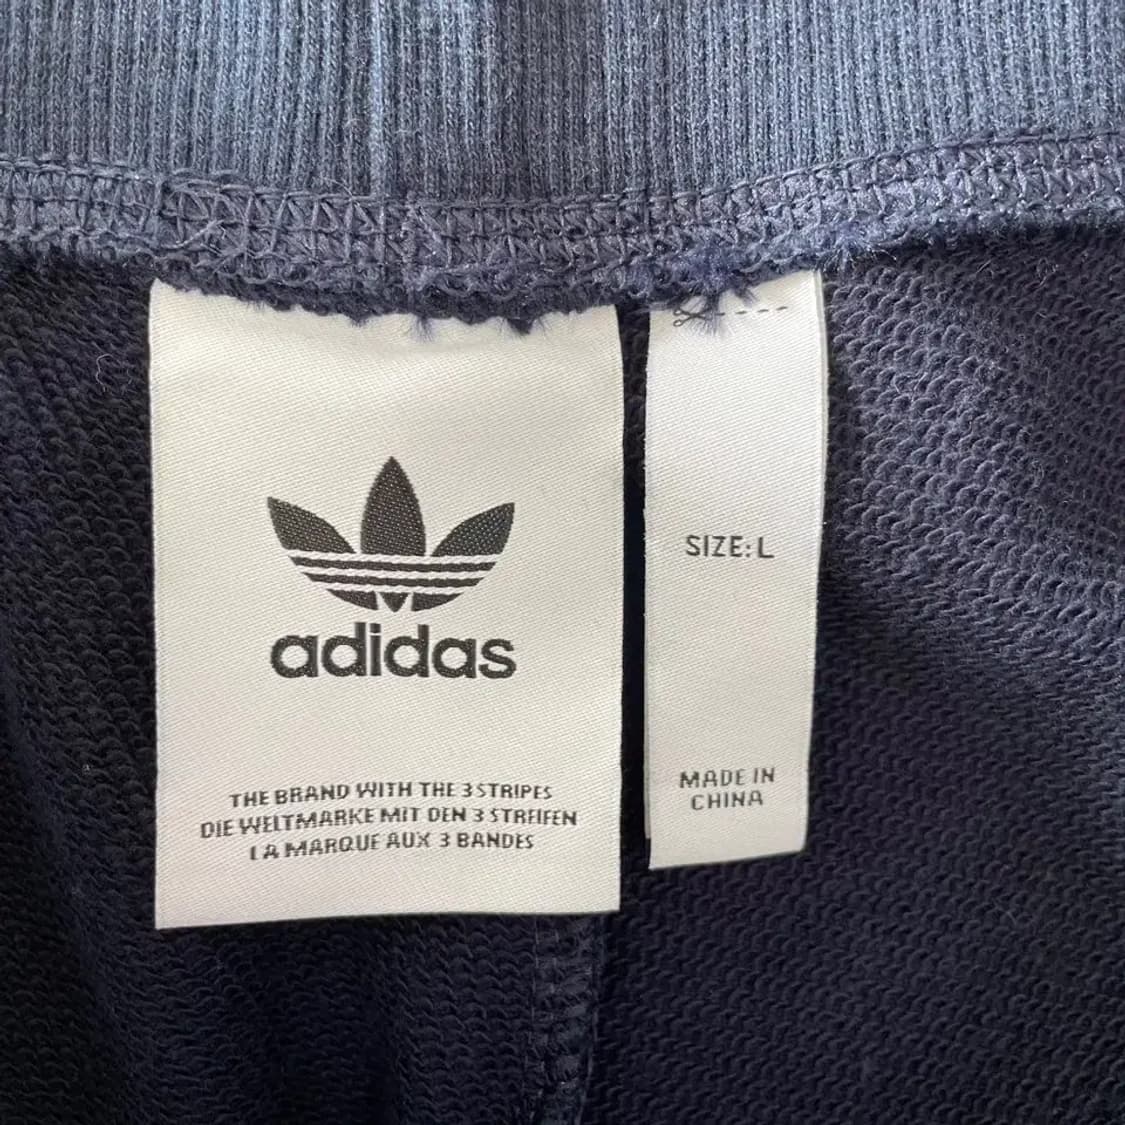 adidas
THE BRAND WITH THE 3 STRIPES
DIE WELTMARKE MIT DEN 3 STREIFEN
LA MARQUE AUX 3 BANDES
SIZE: L
MADE IN
CHINA